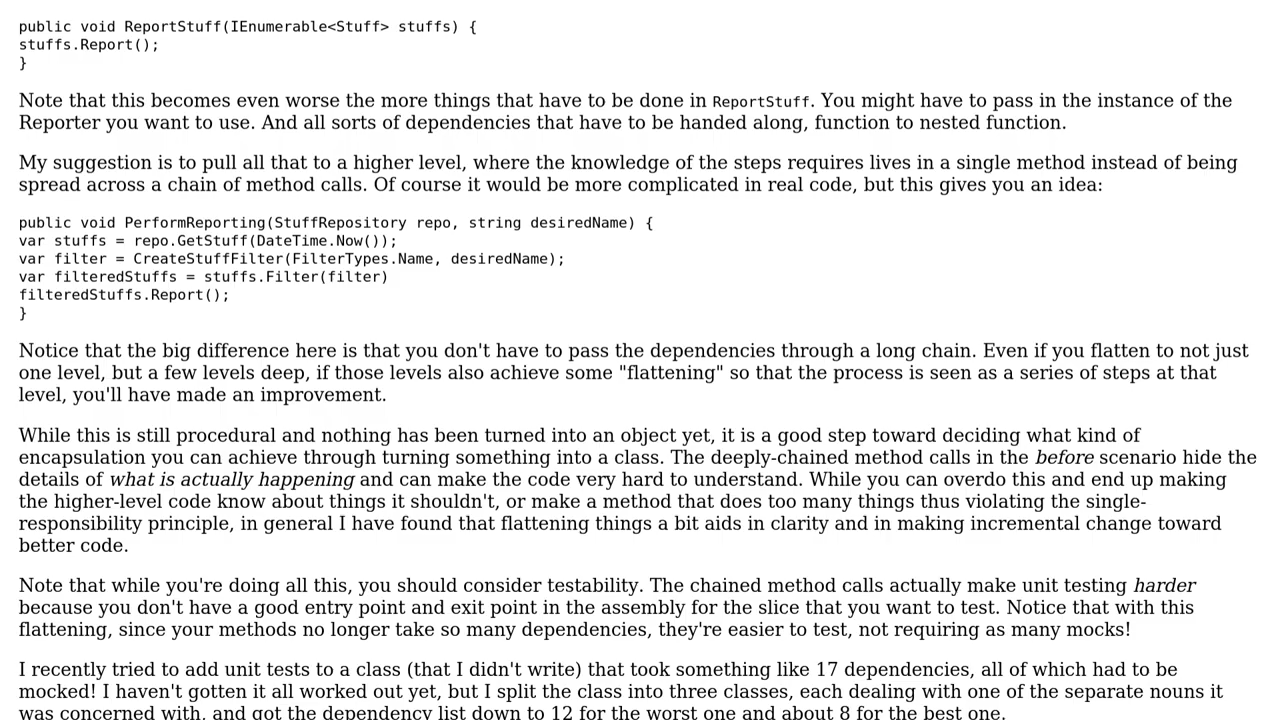 public void ReportStuff(IEnumerable<Stuff> stuffs) {
stuffs.Report();
}
Note that this becomes even worse the more things that have to be done in ReportStuff. You might have to pass in the instance of the
Reporter you want to use. And all sorts of dependencies that have to be handed along, function to nested function.
My suggestion is to pull all that to a higher level, where the knowledge of the steps requires lives in a single method instead of being
spread across a chain of method calls. Of course it would be more complicated in real code, but this gives you an idea:
public void PerformReporting(StuffRepository repo, string desiredName) {
var stuffs = repo.GetStuff(DateTime.Now());
var filter = CreateStuffFilter(FilterTypes.Name, desiredName);
var filteredStuffs = stuffs.Filter(filter)
filteredStuffs.Report();
}
Notice that the big difference here is that you don't have to pass the dependencies through a long chain. Even if you flatten to not just
one level, but a few levels deep, if those levels also achieve some "flattening" so that the process is seen as a series of steps at that
level, you'll have made an improvement.
While this is still procedural and nothing has been turned into an object yet, it is a good step toward deciding what kind of
encapsulation you can achieve through turning something into a class. The deeply-chained method calls in the before scenario hide the
details of what is actually happening and can make the code very hard to understand. While you can overdo this and end up making
the higher-level code know about things it shouldn't, or make a method that does too many things thus violating the single-
responsibility principle, in general I have found that flattening things a bit aids in clarity and in making incremental change toward
better code.
Note that while you're doing all this, you should consider testability. The chained method calls actually make unit testing harder
because you don't have a good entry point and exit point in the assembly for the slice that you want to test. Notice that with this
flattening, since your methods no longer take so many dependencies, they're easier to test, not requiring as many mocks!
I recently tried to add unit tests to a class (that I didn't write) that took something like 17 dependencies, all of which had to be
mocked! I haven't gotten it all worked out yet, but I split the class into three classes, each dealing with one of the separate nouns it
was concerned with, and got the dependency list down to 12 for the worst one and about 8 for the best one.